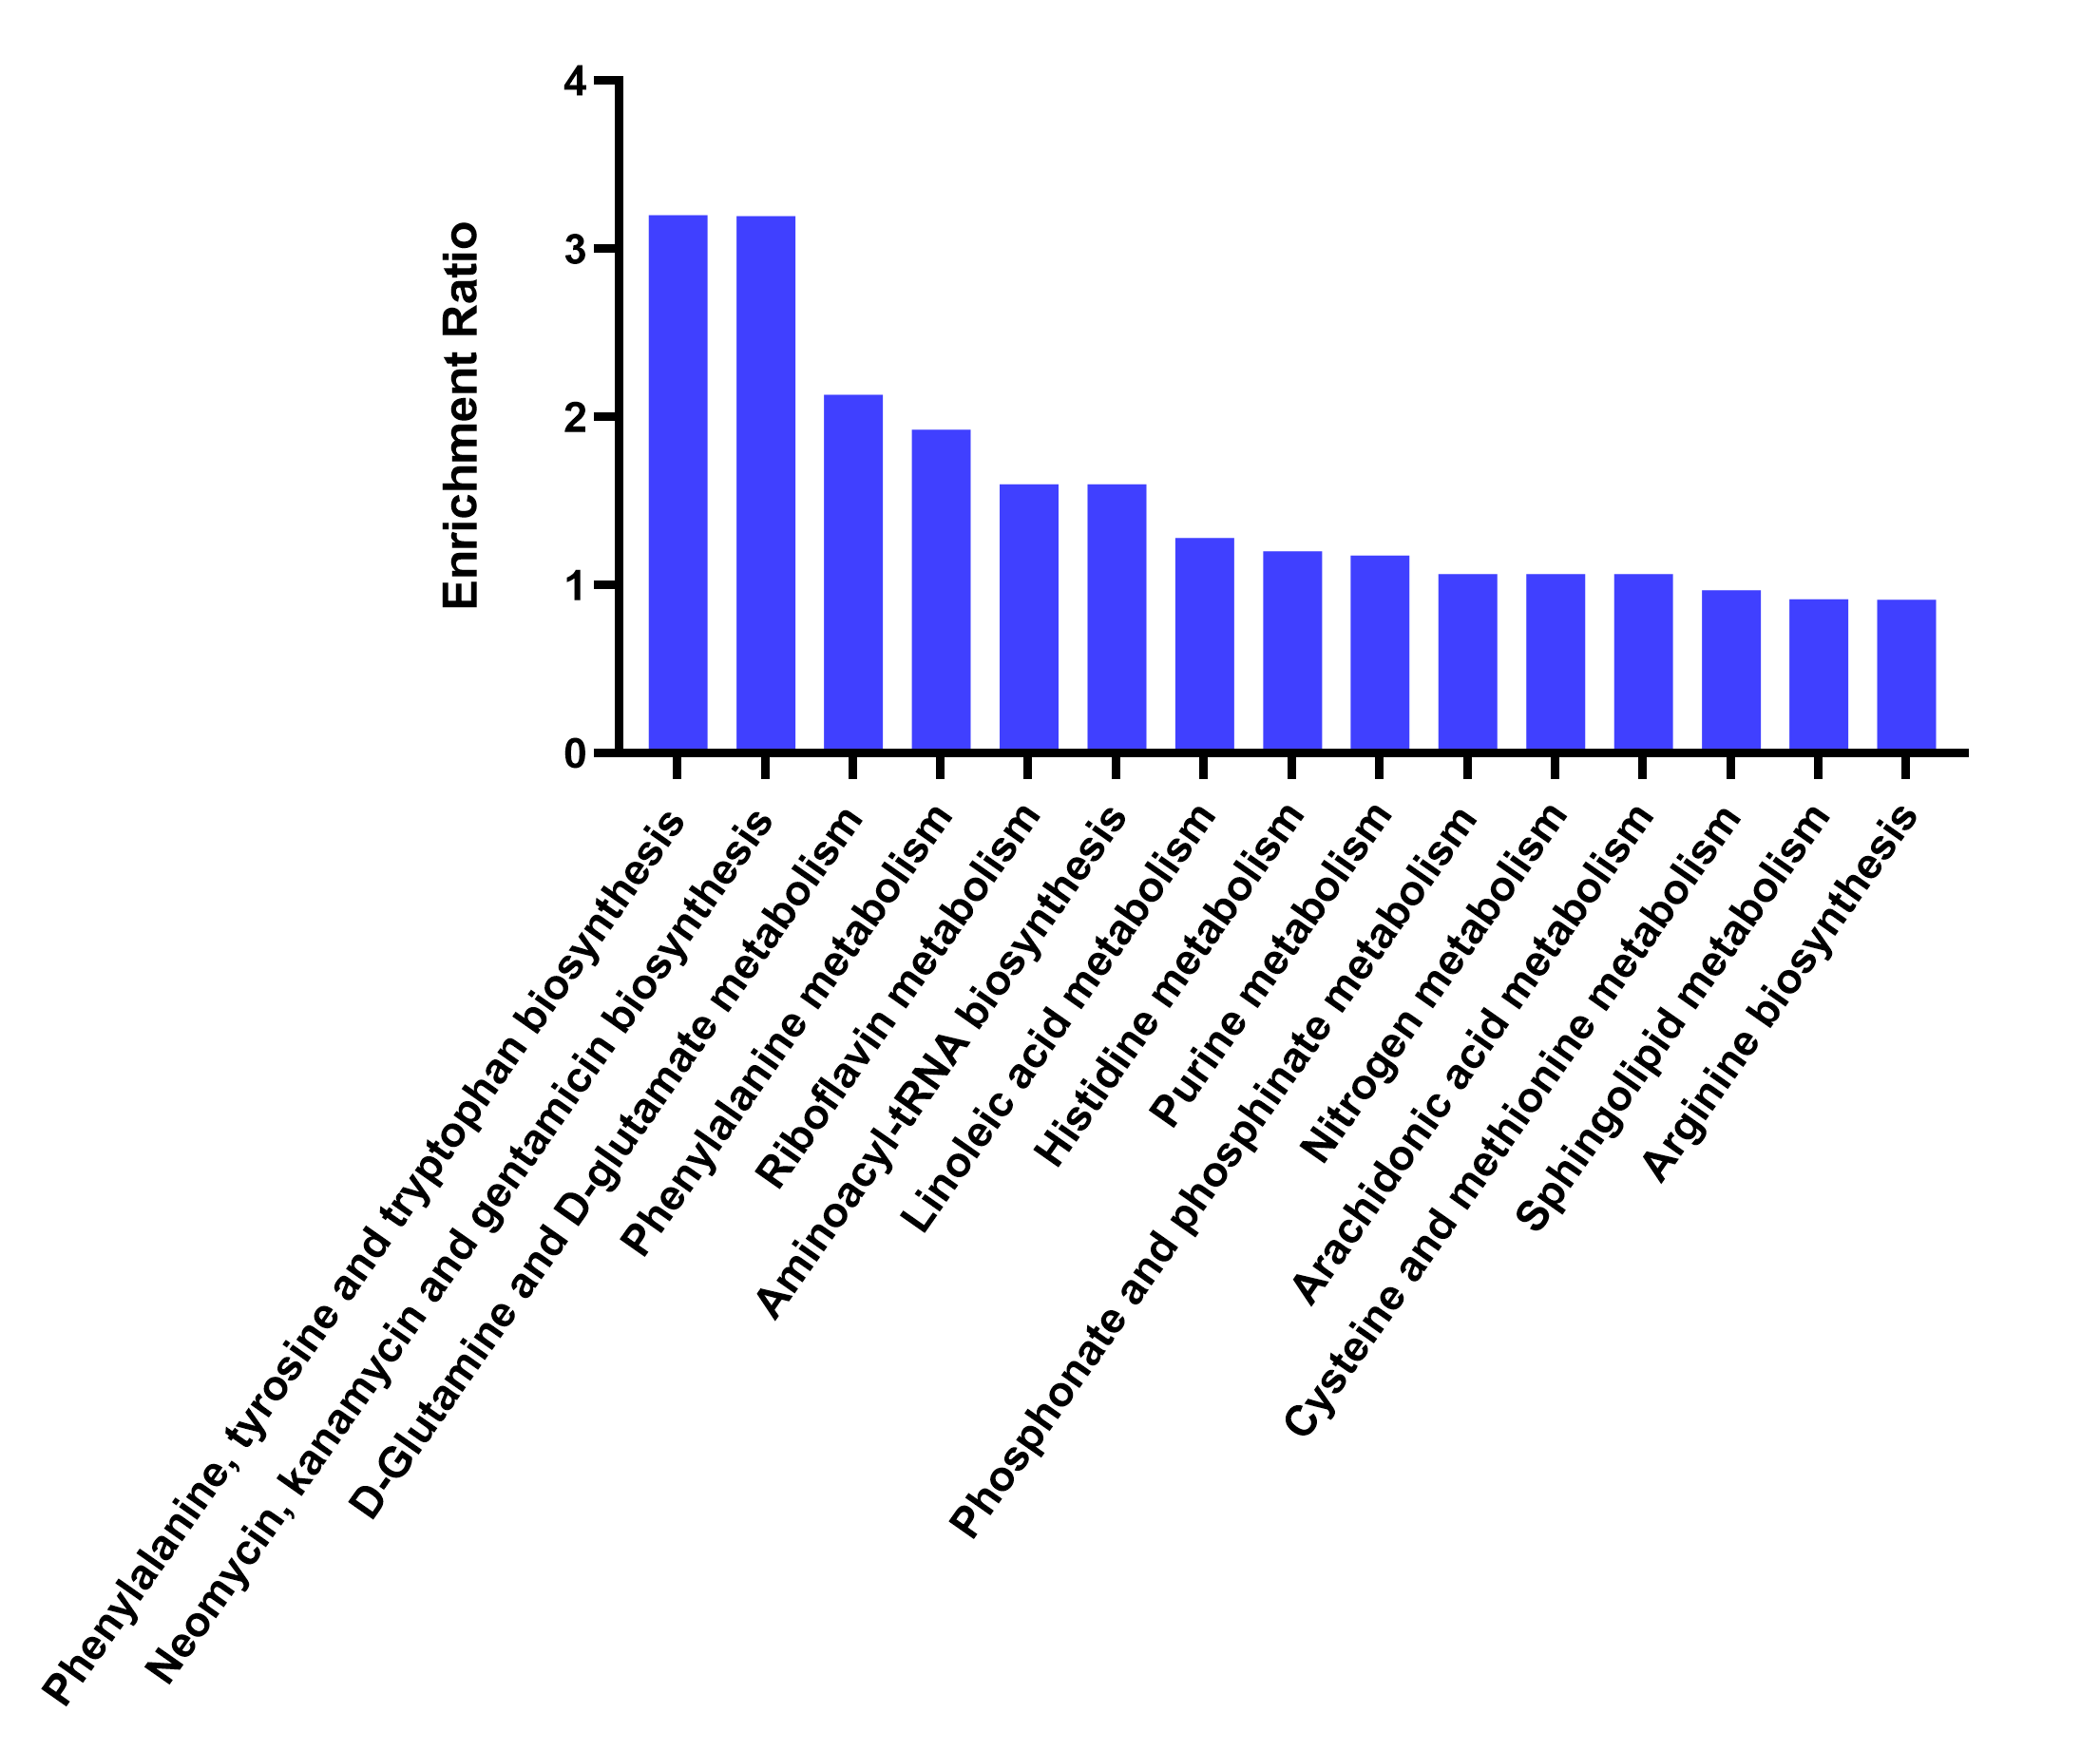 Enrichment Ratio
4
3
2
1
0
Phenylalanine, tyrosine and tryptophan biosynthesis
Neomycin, kanamycin and gentamicin biosynthesis
D-Glutamine and D-glutamate metabolism
Phenylalanine metabolism
Riboflavin metabolism
Aminoacyl-tRNA biosynthesis
Linoleic acid metabolism
Histidine metabolism
Purine metabolism
Phosphonate and phosphinate metabolism
Nitrogen metabolism
Arachidonic acid metabolism
Cysteine and methionine metabolism
Sphingolipid metabolism
Arginine biosynthesis